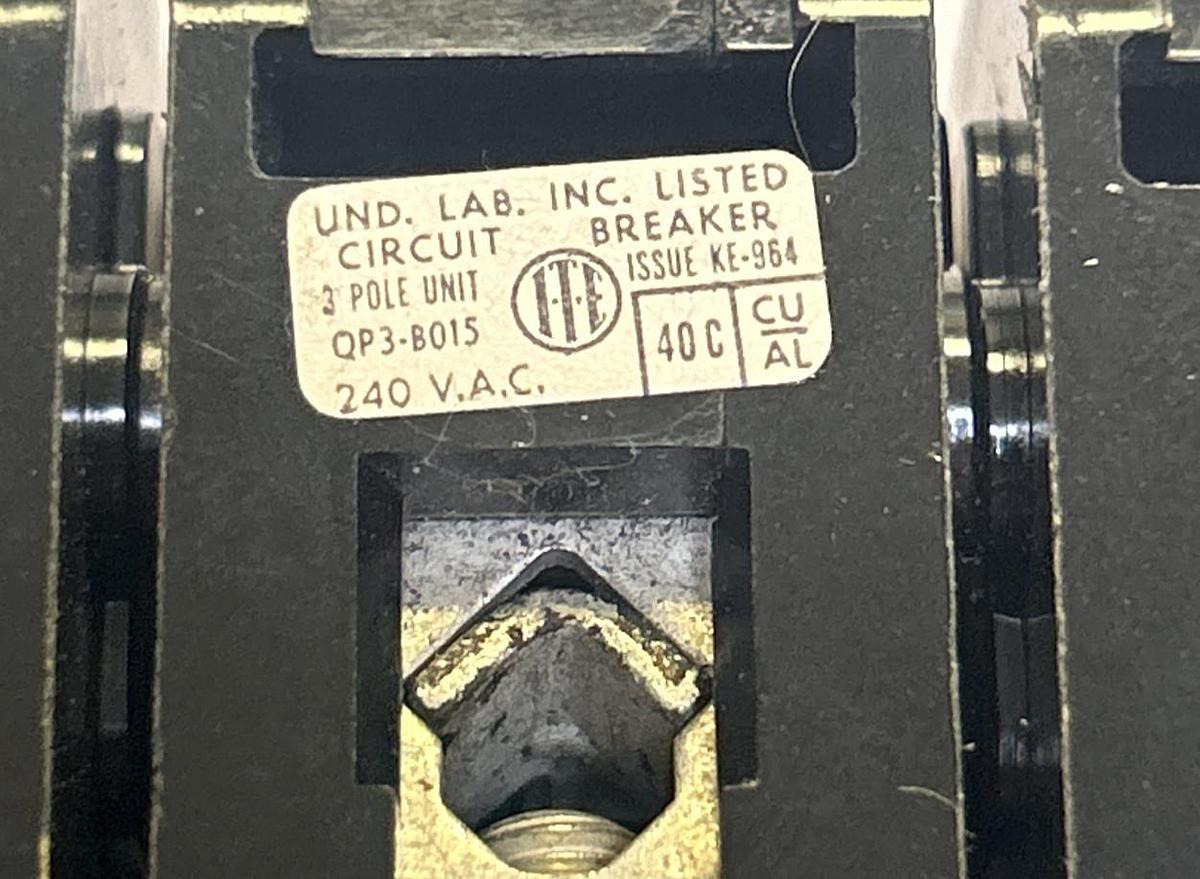 UND. LAB. INC. LISTED
CIRCUIT BREAKER
3 POLE UNIT
QP3-B015
240 V.A.C.
I-T-E
ISSUE KE-964
40 C
CU
AL